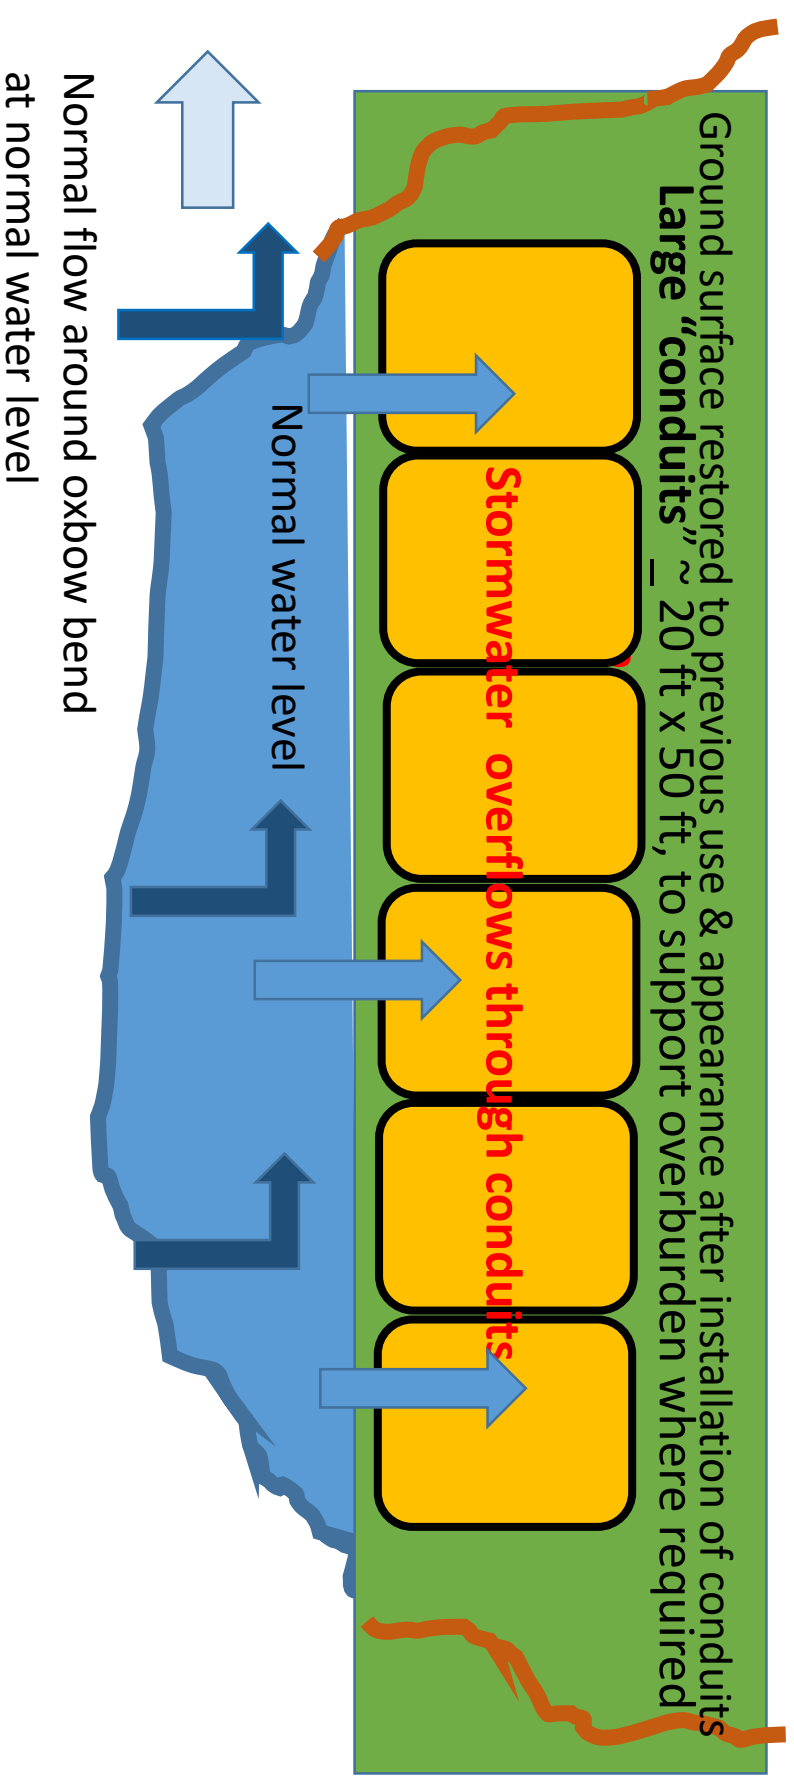 Ground surface restored to previous use & appearance after installation of conduits
Large “conduits” ~ 20 ft x 50 ft, to support overburden where required
Stormwater overflows through conduits
Normal water level
Normal flow around oxbow bend
at normal water level